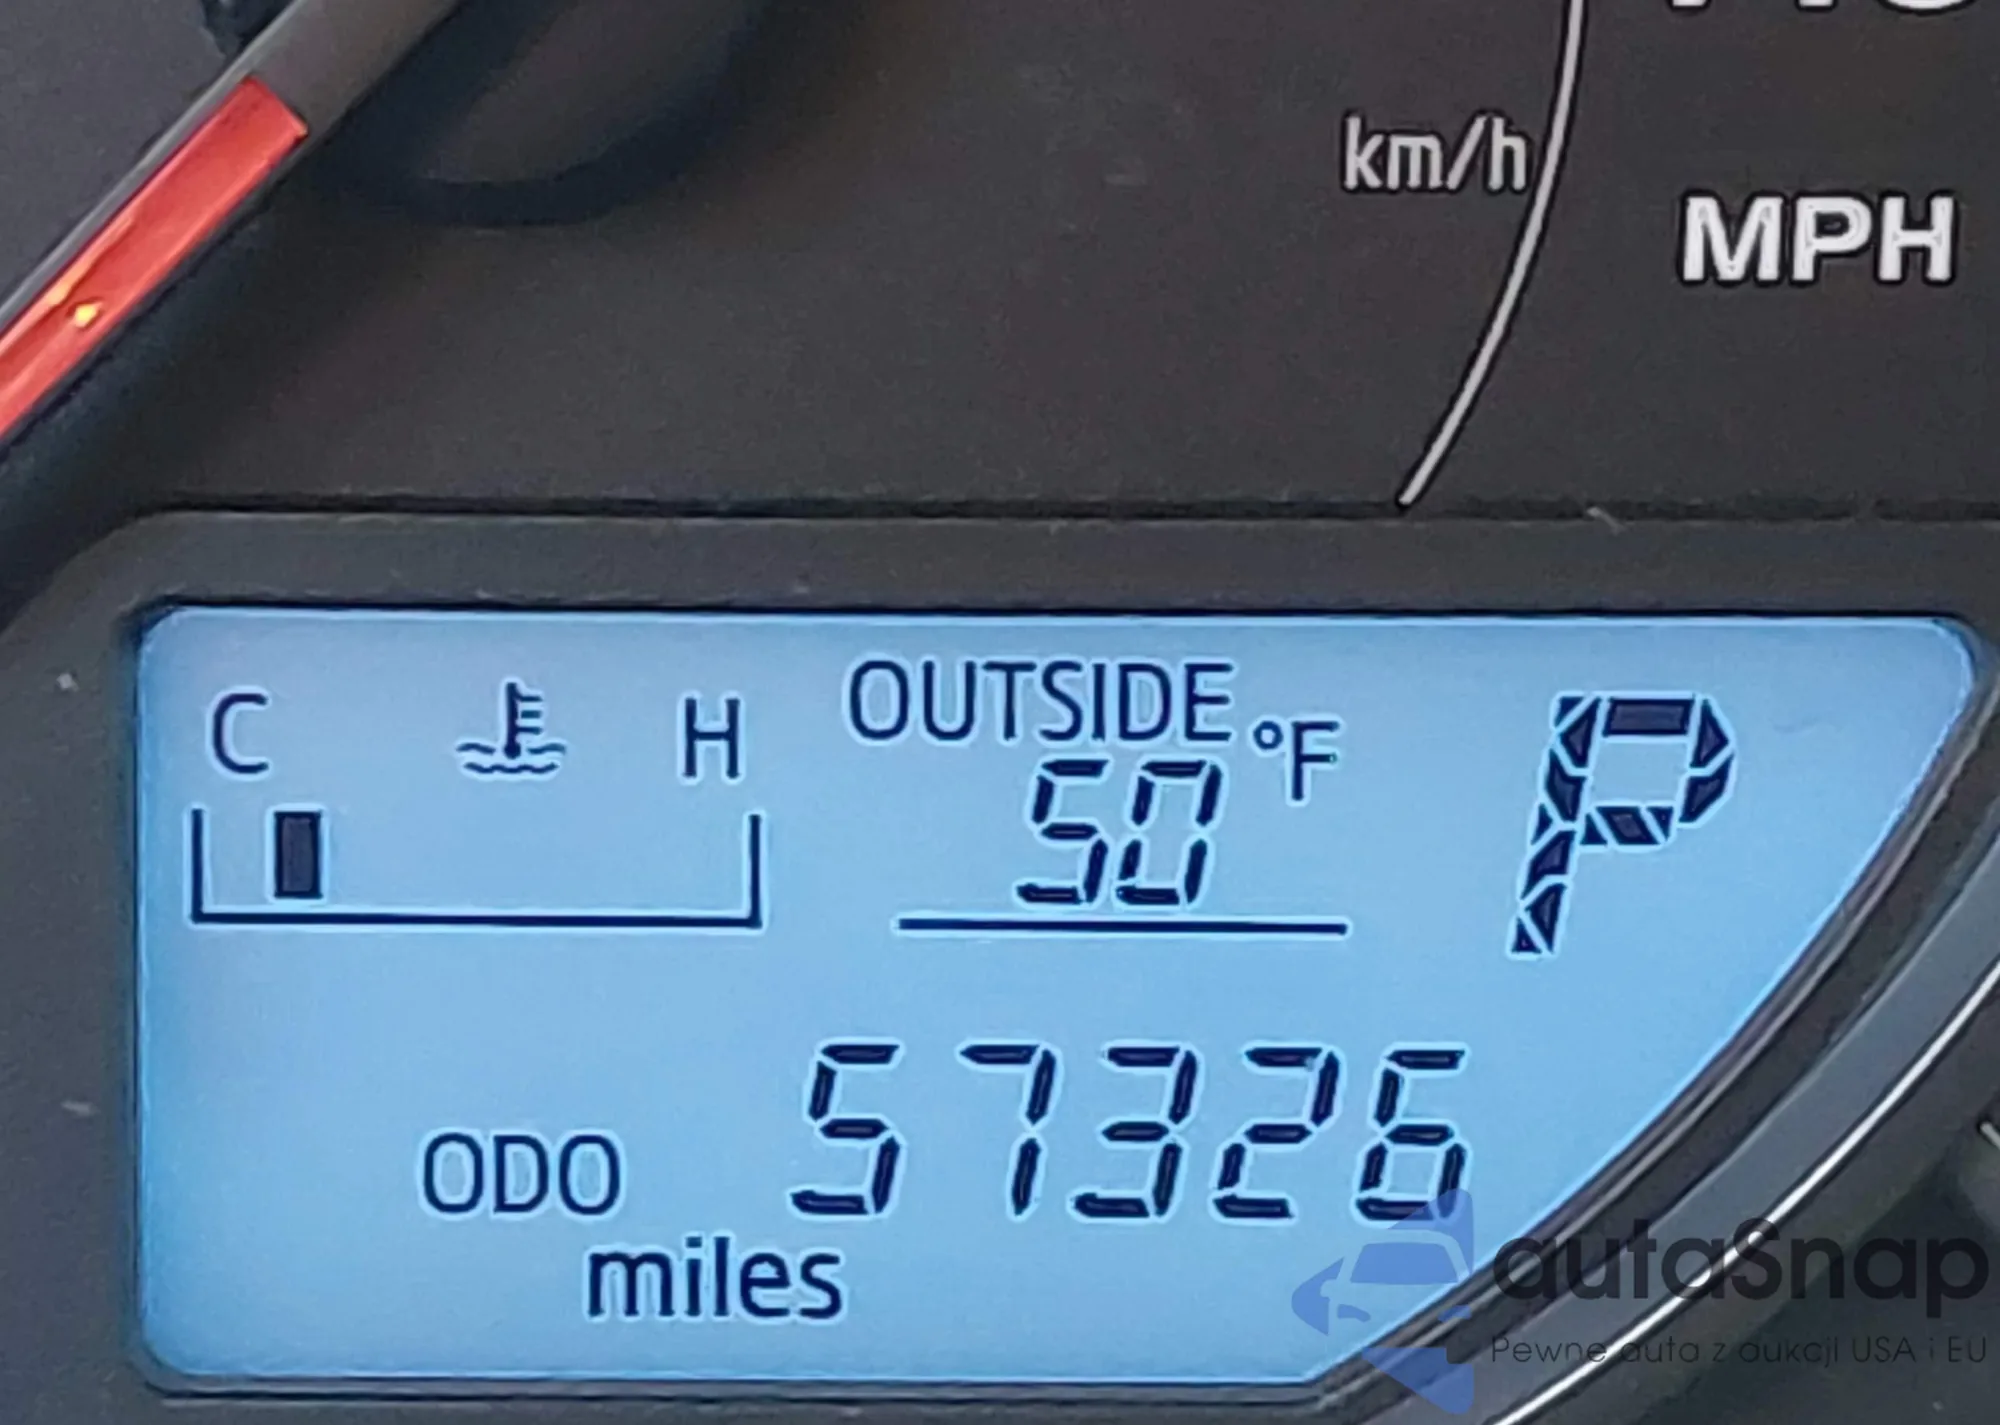 km/h
MPH
C H
OUTSIDE
50 °F
P
ODO 57326
miles
autaSnap
Pewne auta z aukcji USA i EU